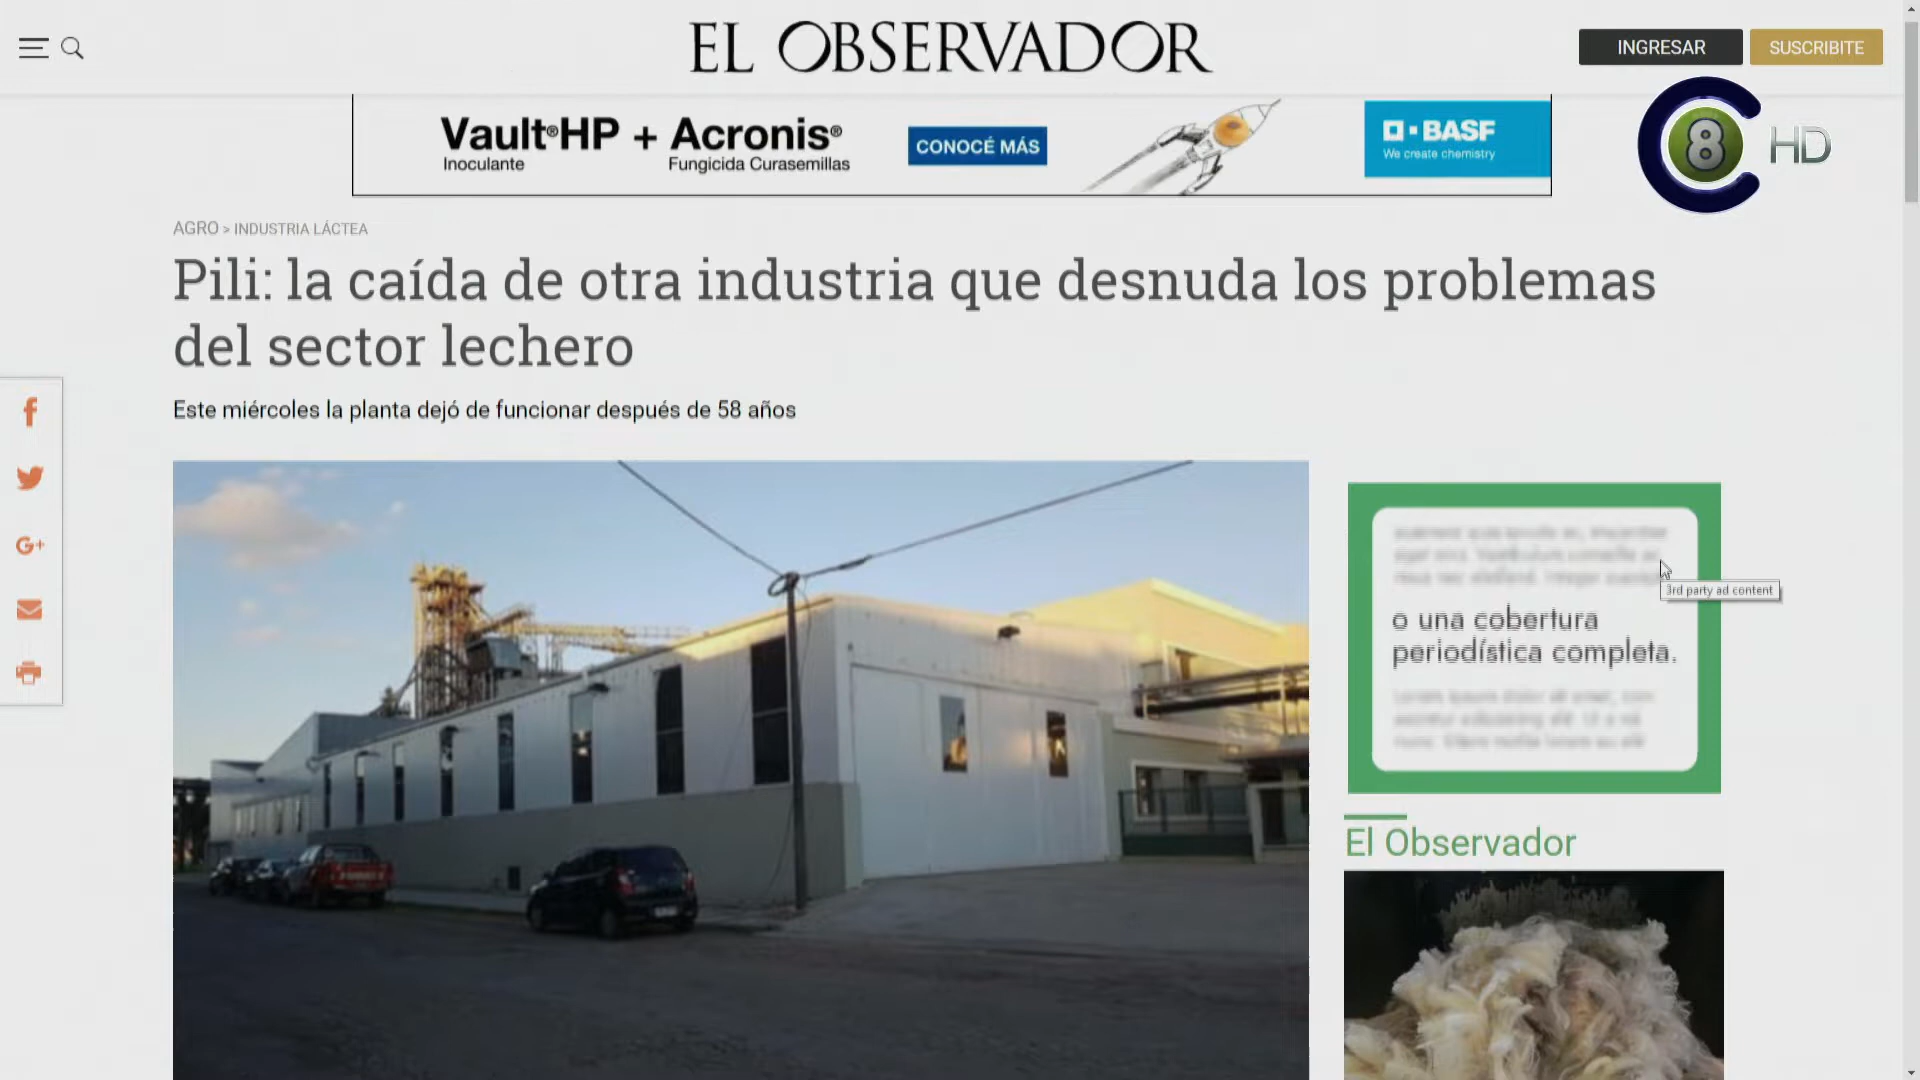 EL OBSERVADOR
INGRESAR
SUSCRIBITE
Vault®HP + Acronis®
Inoculante
Fungicida Curasemillas
CONOCÉ MÁS
BASF
We create chemistry
8 HD
AGRO > INDUSTRIA LÁCTEA
Pili: la caída de otra industria que desnuda los problemas
del sector lechero
Este miércoles la planta dejó de funcionar después de 58 años
3rd party ad content
o una cobertura
periodística completa.
El Observador